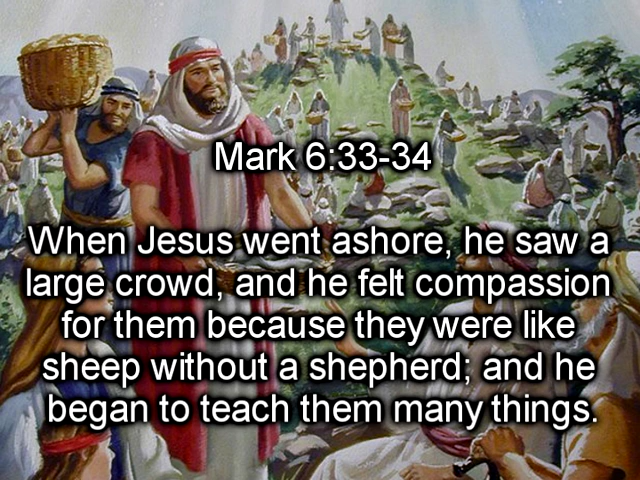 Mark 6:33-34
When Jesus went ashore, he saw a
large crowd, and he felt compassion
for them because they were like
sheep without a shepherd; and he
began to teach them many things.